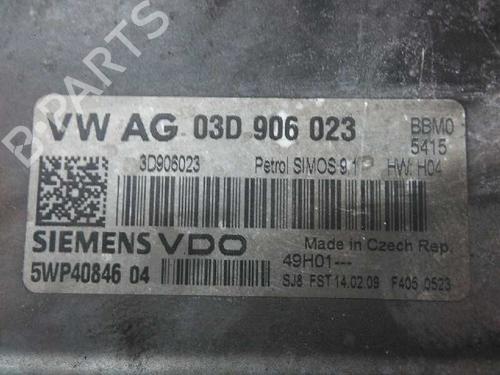 VW AG 03D 906 023
BBM0
5415
3D906023 Petrol SIMOS 9.1 HW: H04
SIEMENS VDO
Made in Czech Rep.
5WP40846 04
49H01---
SJ8 FST 14.02.09 F405 0523
B-PARTS